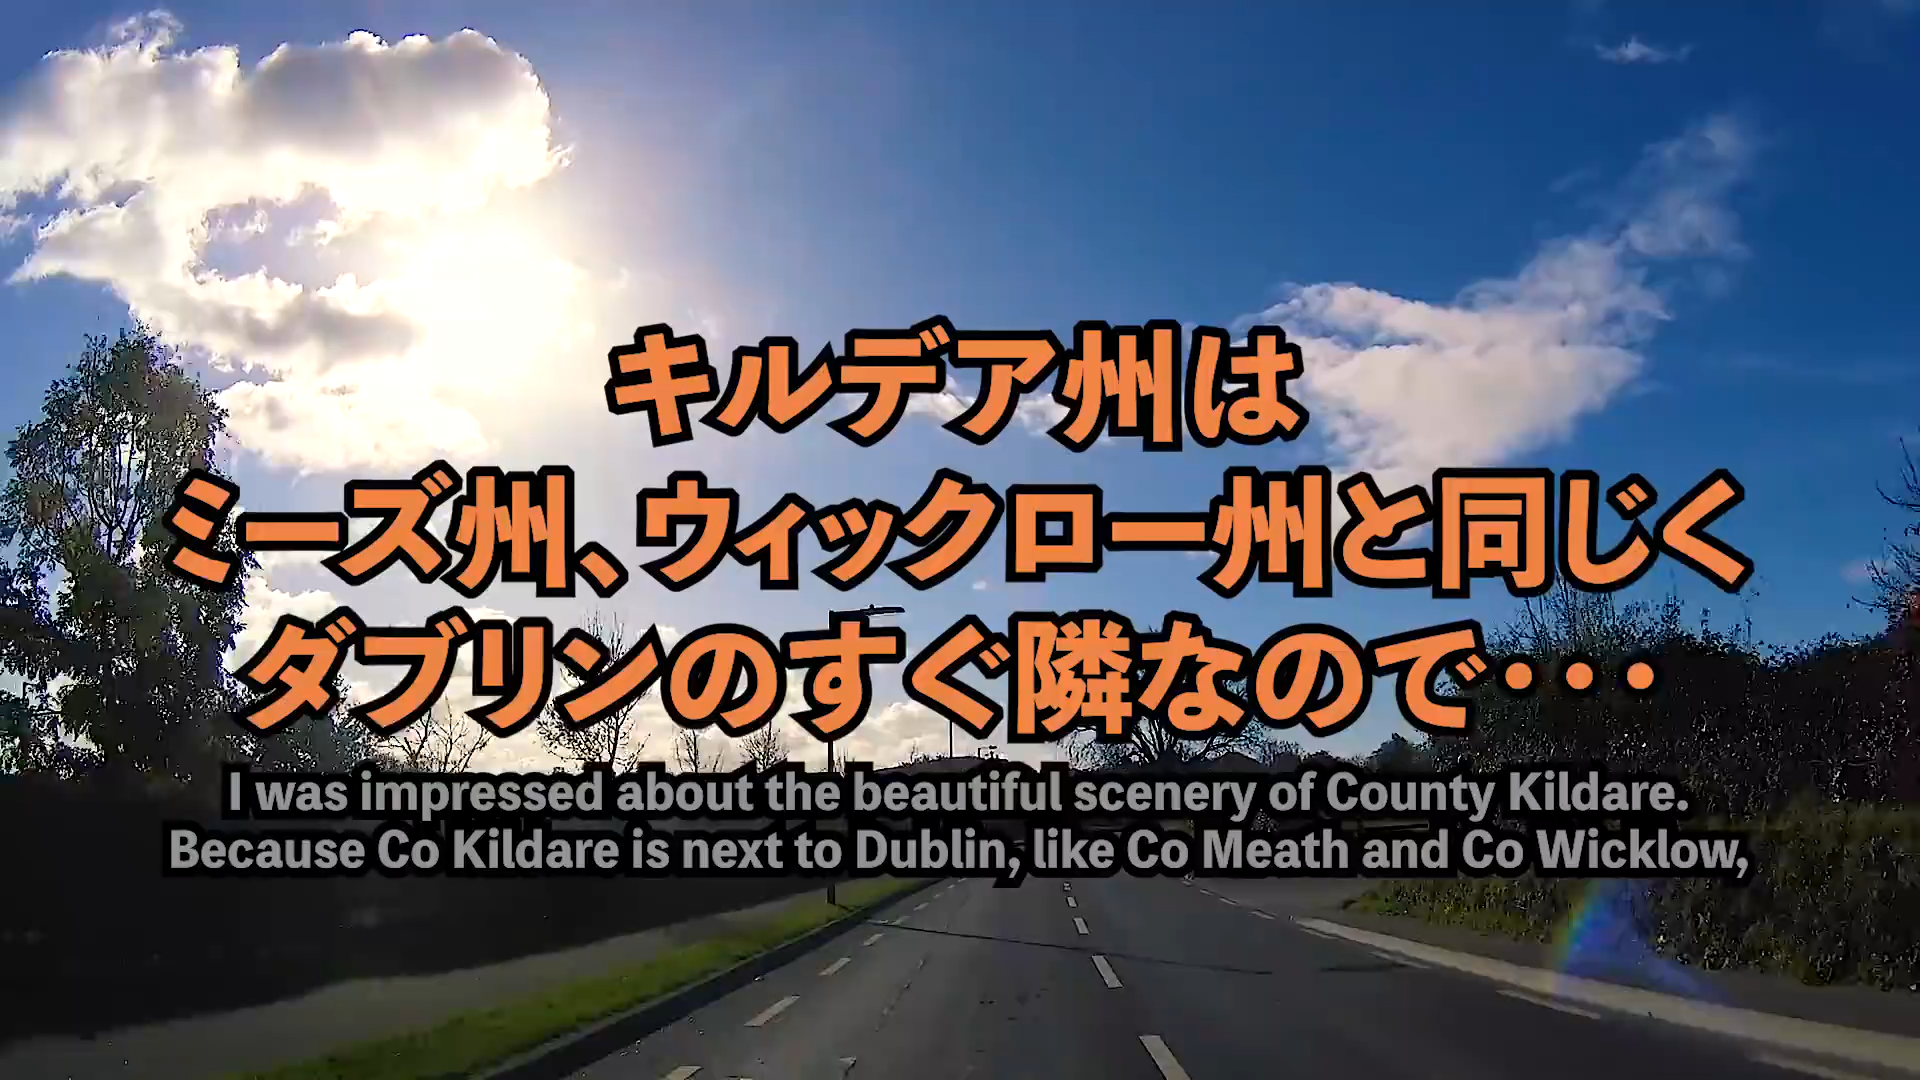 キルデア州は
ミーズ州、ウィックロー州と同じく
ダブリンのすぐ隣なので・・・
I was impressed about the beautiful scenery of County Kildare.
Because Co Kildare is next to Dublin, like Co Meath and Co Wicklow,